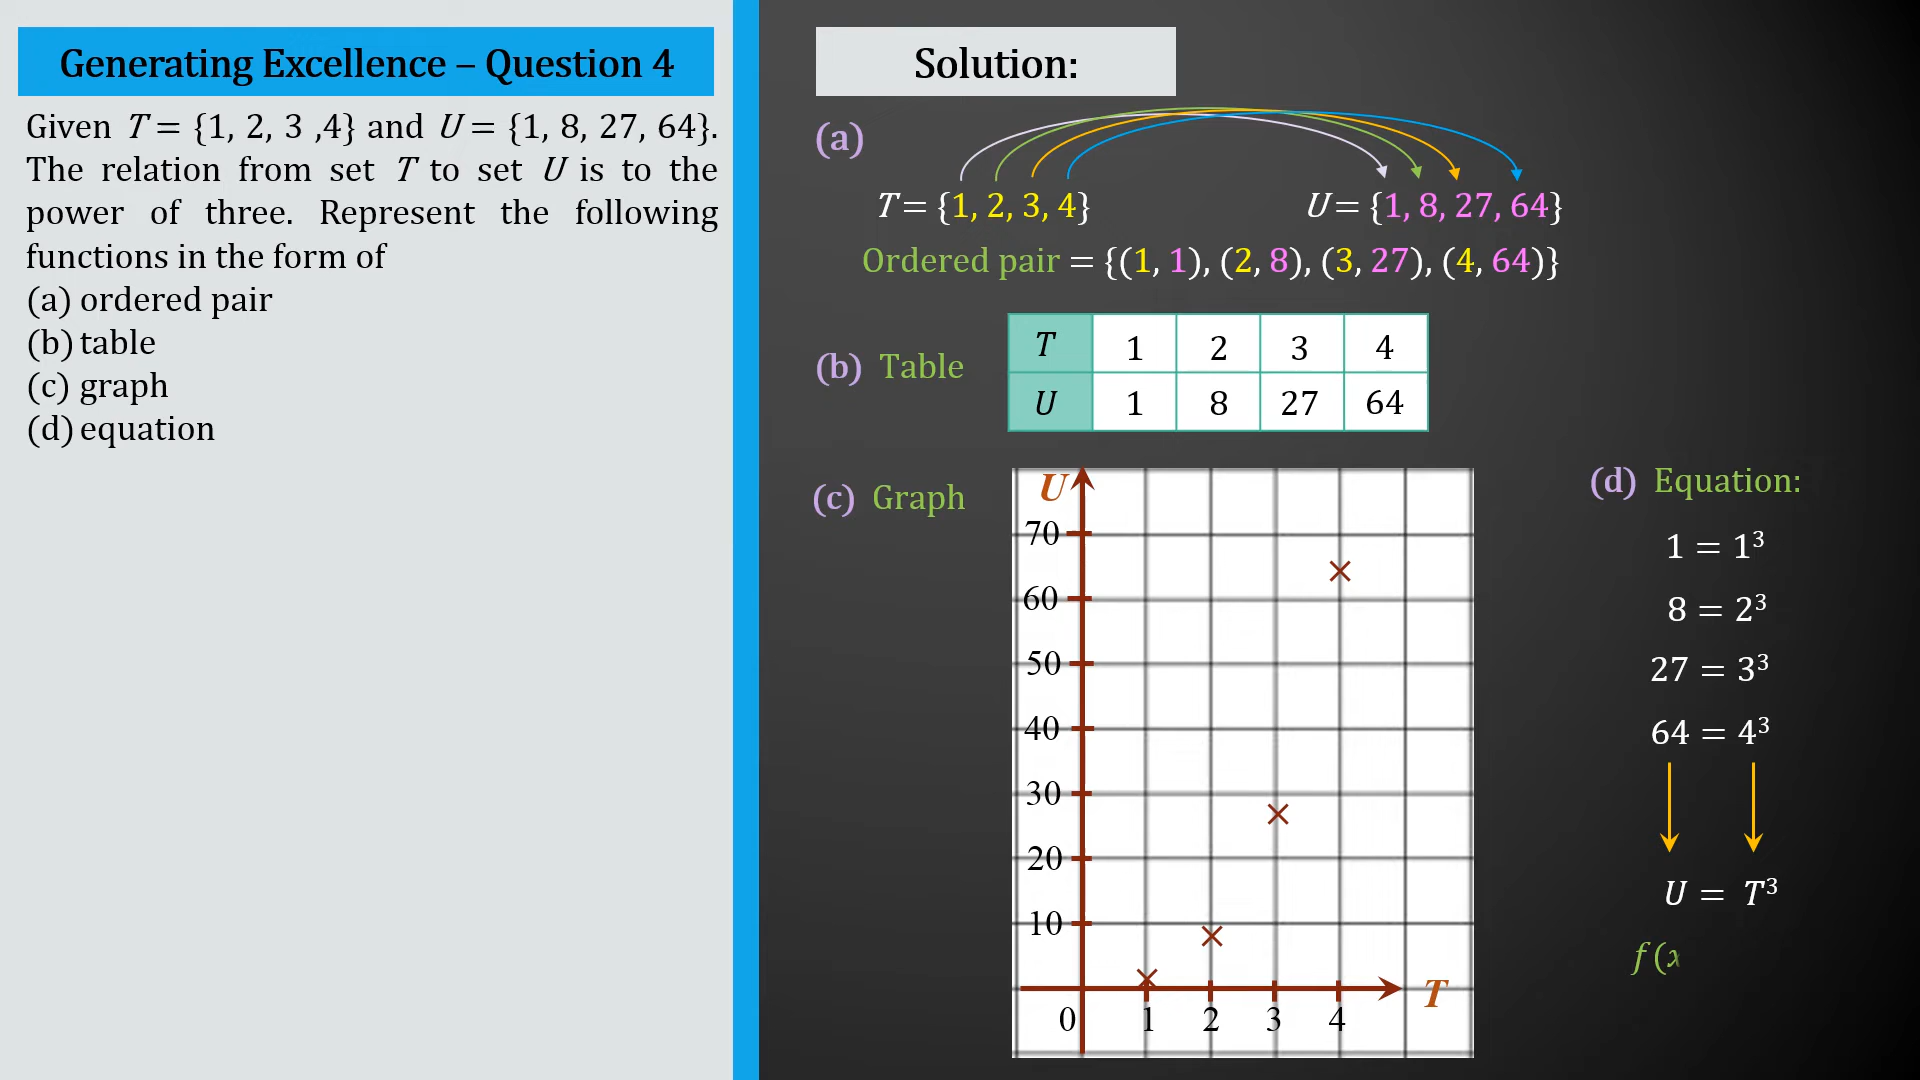 Generating Excellence – Question 4
Given T = {1, 2, 3 ,4} and U = {1, 8, 27, 64}.
The relation from set T to set U is to the
power of three. Represent the following
functions in the form of
(a) ordered pair
(b) table
(c) graph
(d) equation
Solution:
(a)
T = {1, 2, 3, 4} U = {1, 8, 27, 64}
Ordered pair = {(1, 1), (2, 8), (3, 27), (4, 64)}
(b) Table
T 1 2 3 4
U 1 8 27 64
(c) Graph
U
70
60
50
40
30
20
10
0 1 2 3 4
T
(d) Equation:
1 = 1³
8 = 2³
27 = 3³
64 = 4³
U = T³
f (x